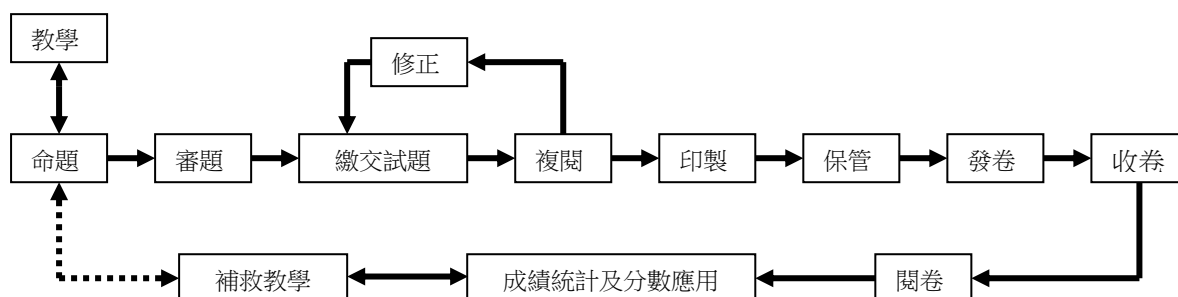 教學
修正
命題
審題
繳交試題
複閱
印製
保管
發卷
收卷
補救教學
成績統計及分數應用
閱卷